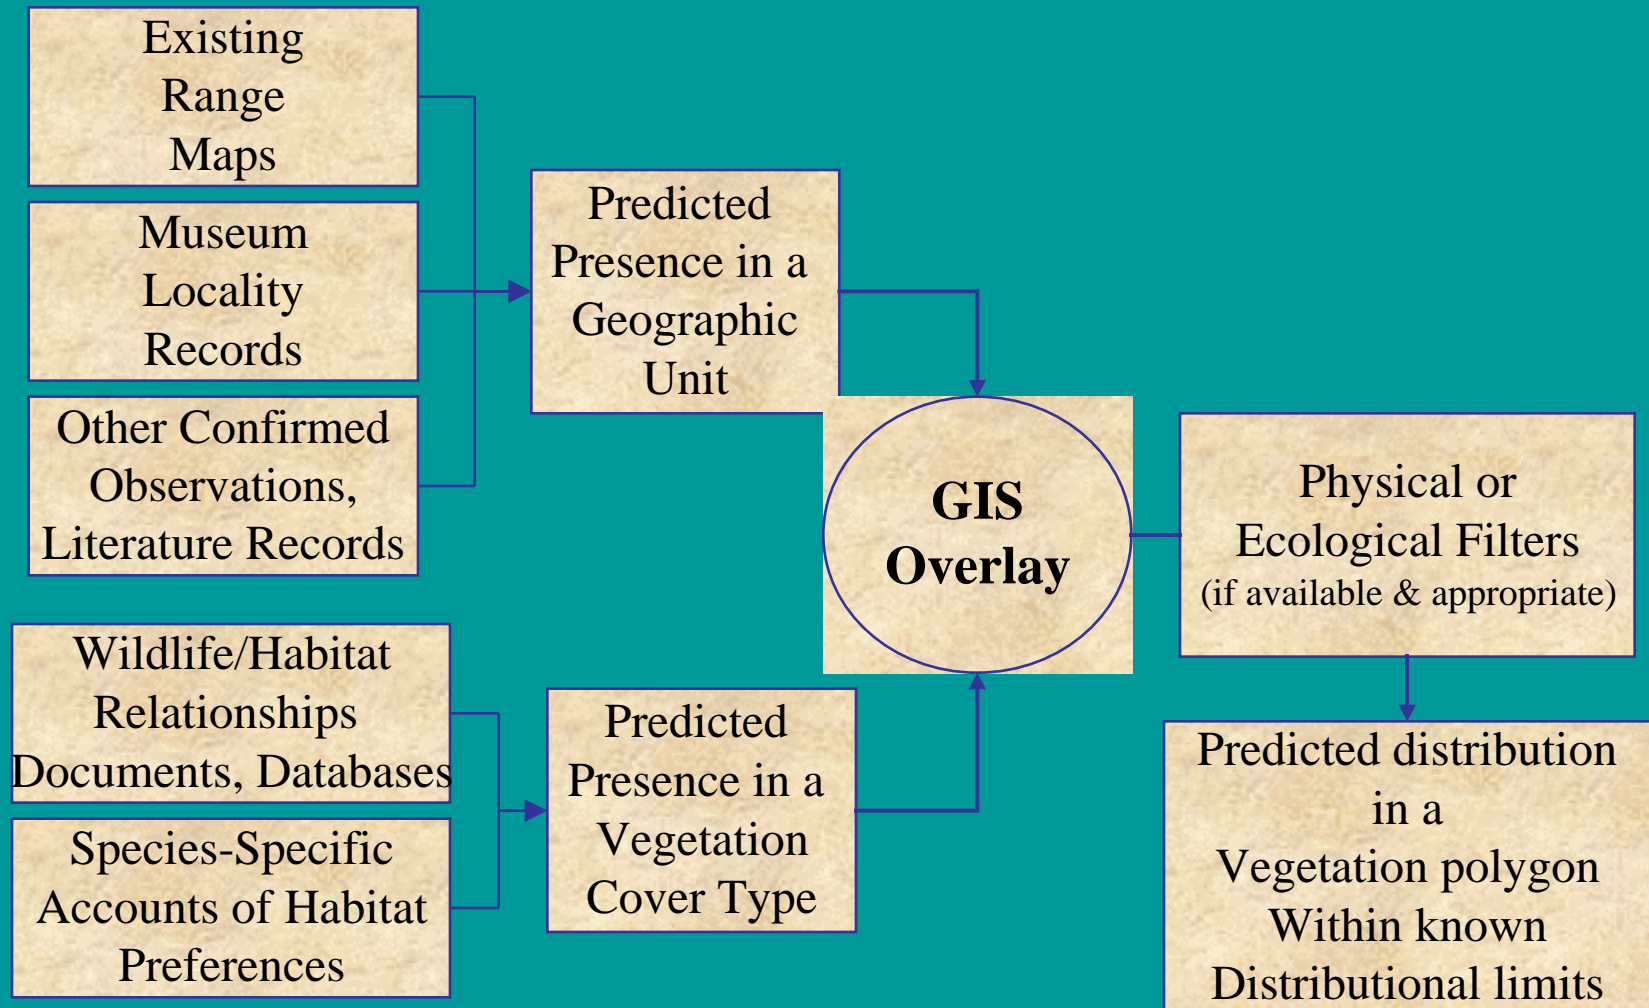 Existing
Range
Maps
Museum
Locality
Records
Other Confirmed
Observations,
Literature Records
Predicted
Presence in a
Geographic
Unit
GIS
Overlay
Physical or
Ecological Filters
(if available & appropriate)
Wildlife/Habitat
Relationships
Documents, Databases
Species-Specific
Accounts of Habitat
Preferences
Predicted
Presence in a
Vegetation
Cover Type
Predicted distribution
in a
Vegetation polygon
Within known
Distributional limits